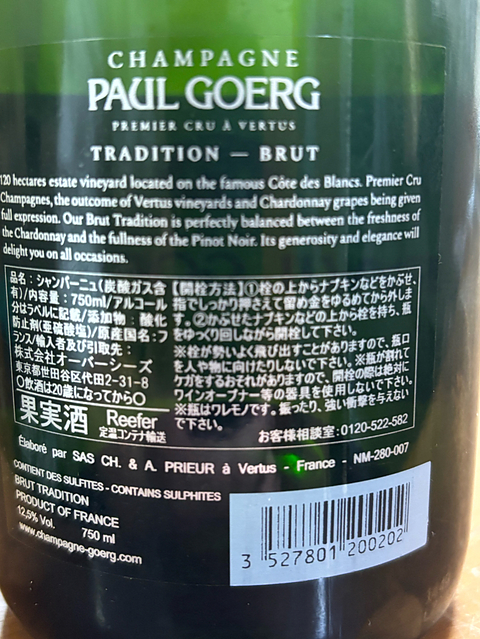 CHAMPAGNE
PAUL GOERG
PREMIER CRU À VERTUS
TRADITION — BRUT
120 hectares estate vineyard located on the famous Côte des Blancs. Premier Cru
Champagnes, the outcome of Vertus vineyards and Chardonnay grapes being given
full expression. Our Brut Tradition is perfectly balanced between the freshness of
the Chardonnay and the fullness of the Pinot Noir. Its generosity and elegance will
delight you on all occasions.
品名:シャンパーニュ(炭酸ガス含
有)/内容量:750ml/アルコール
分はラベルに記載/添加物:酸化
防止剤(亜硫酸塩)/原産国名:フ
ランス/輸入者及び引取先:
株式会社オーバーシーズ
東京都世田谷区代田2-31-8
〇飲酒は20歳になってから〇
果実酒 Reefer
定温コンテナ輸送
【開栓方法】①栓の上からナプキンなどをかぶせ、
指でしっかり押さえて留め金をゆるめてから外しま
す。②かぶせたナプキンなどの上から栓を持ち、瓶
をゆっくり回しながら開栓して下さい。
※栓が勢いよく飛び出すことがありますので、瓶口
を人や物に向けたりしないで下さい。※瓶が割れて
ケガをするおそれがありますので、開栓の際は絶対に
ワインオープナー等の器具を使用しないで下さい。
※瓶はワレモノです。振ったり、強い衝撃を与えない
で下さい。
お客様相談室:0120-522-582
Élaboré par SAS CH. & A. PRIEUR à Vertus - France - NM-280-007
CONTIENT DES SULFITES - CONTAINS SULPHITES
BRUT TRADITION
PRODUCT OF FRANCE
12,5% Vol. 750 ml
www.champagne-goerg.com
3 527801 200202